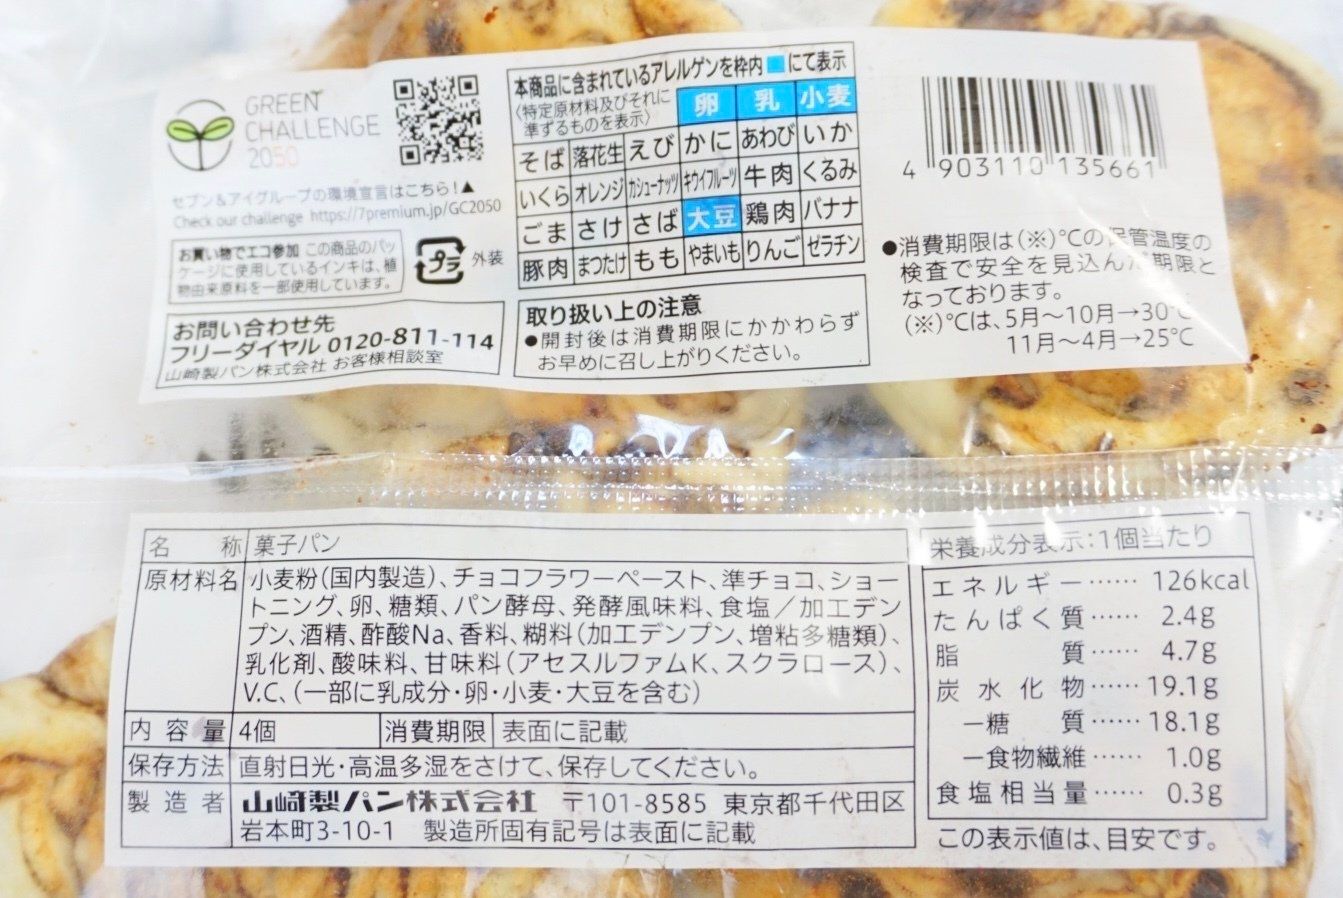 GREEN
CHALLENGE
2050
セブン&アイグループの環境宣言はこちら!▲
Check our challenge https://7premium.jp/GC2050
お買い物でエコ参加 この商品のパッ
ケージに使用しているインキは、植
物由来原料を一部使用しています。
プラ 外装
お問い合わせ先
フリーダイヤル 0120-811-114
山崎製パン株式会社 お客様相談室
本商品に含まれているアレルゲンを枠内■にて表示
(特定原材料及びそれに
準ずるものを表示)
卵 乳 小麦
そば 落花生 えび かに あわび いか
いくら オレンジ カシューナッツ キウイフルーツ 牛肉 くるみ
ごま さけ さば 大豆 鶏肉 バナナ
豚肉 まつたけ もも やまいも りんご ゼラチン
取り扱い上の注意
●開封後は消費期限にかかわらず
お早めに召し上がりください。
4 903110 135661
●消費期限は(※)℃の保管温度の
検査で安全を見込んだ期限と
なっております。
(※)℃は、5月〜10月→30℃
11月〜4月→25℃
名称 菓子パン
原材料名 小麦粉(国内製造)、チョコフラワーペースト、準チョコ、ショー
トニング、卵、糖類、パン酵母、発酵風味料、食塩/加工デン
プン、酒精、酢酸Na、香料、糊料(加工デンプン、増粘多糖類)、
乳化剤、酸味料、甘味料(アセスルファムK、スクラロース)、
V.C、(一部に乳成分・卵・小麦・大豆を含む)
内容量 4個 消費期限 表面に記載
保存方法 直射日光・高温多湿をさけて、保存してください。
製造者 山崎製パン株式会社 〒101-8585 東京都千代田区
岩本町3-10-1 製造所固有記号は表面に記載
栄養成分表示:1個当たり
エネルギー…… 126kcal
たんぱく質…… 2.4g
脂質…… 4.7g
炭水化物…… 19.1g
−糖質…… 18.1g
−食物繊維…… 1.0g
食塩相当量…… 0.3g
この表示値は、目安です。